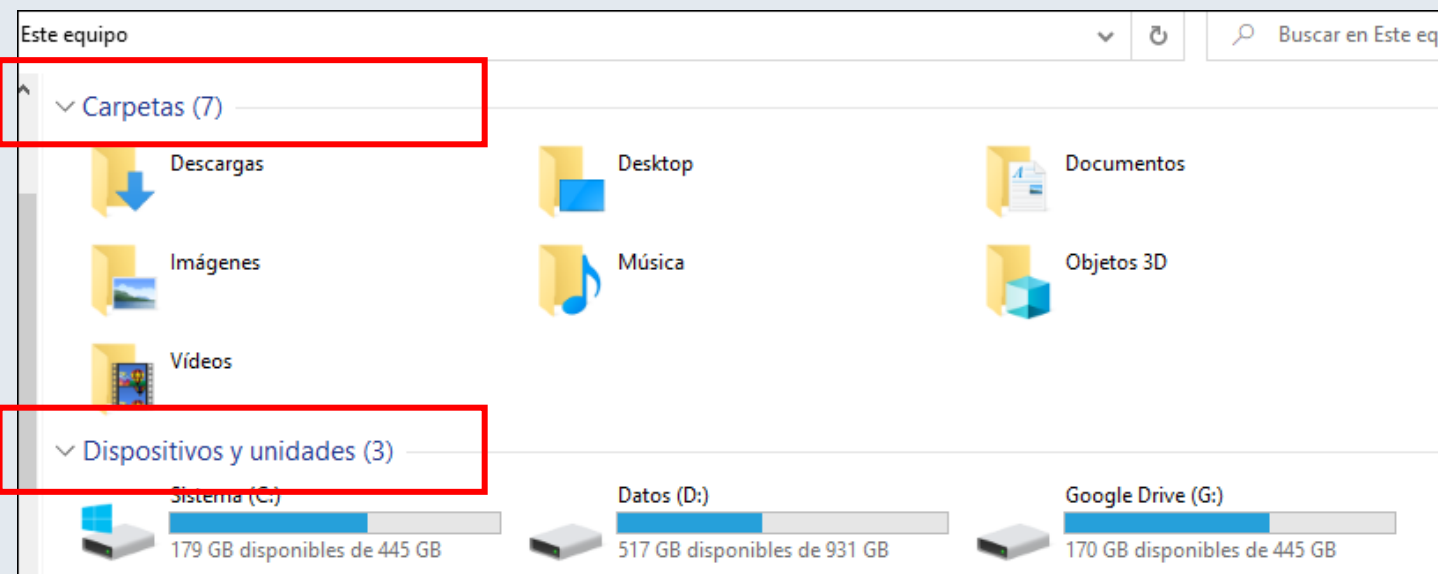 Este equipo
Buscar en Este eq
Carpetas (7)
Descargas
Desktop
Documentos
Imágenes
Música
Objetos 3D
Vídeos
Dispositivos y unidades (3)
Sistema (C:)
Datos (D:)
Google Drive (G:)
179 GB disponibles de 445 GB
517 GB disponibles de 931 GB
170 GB disponibles de 445 GB